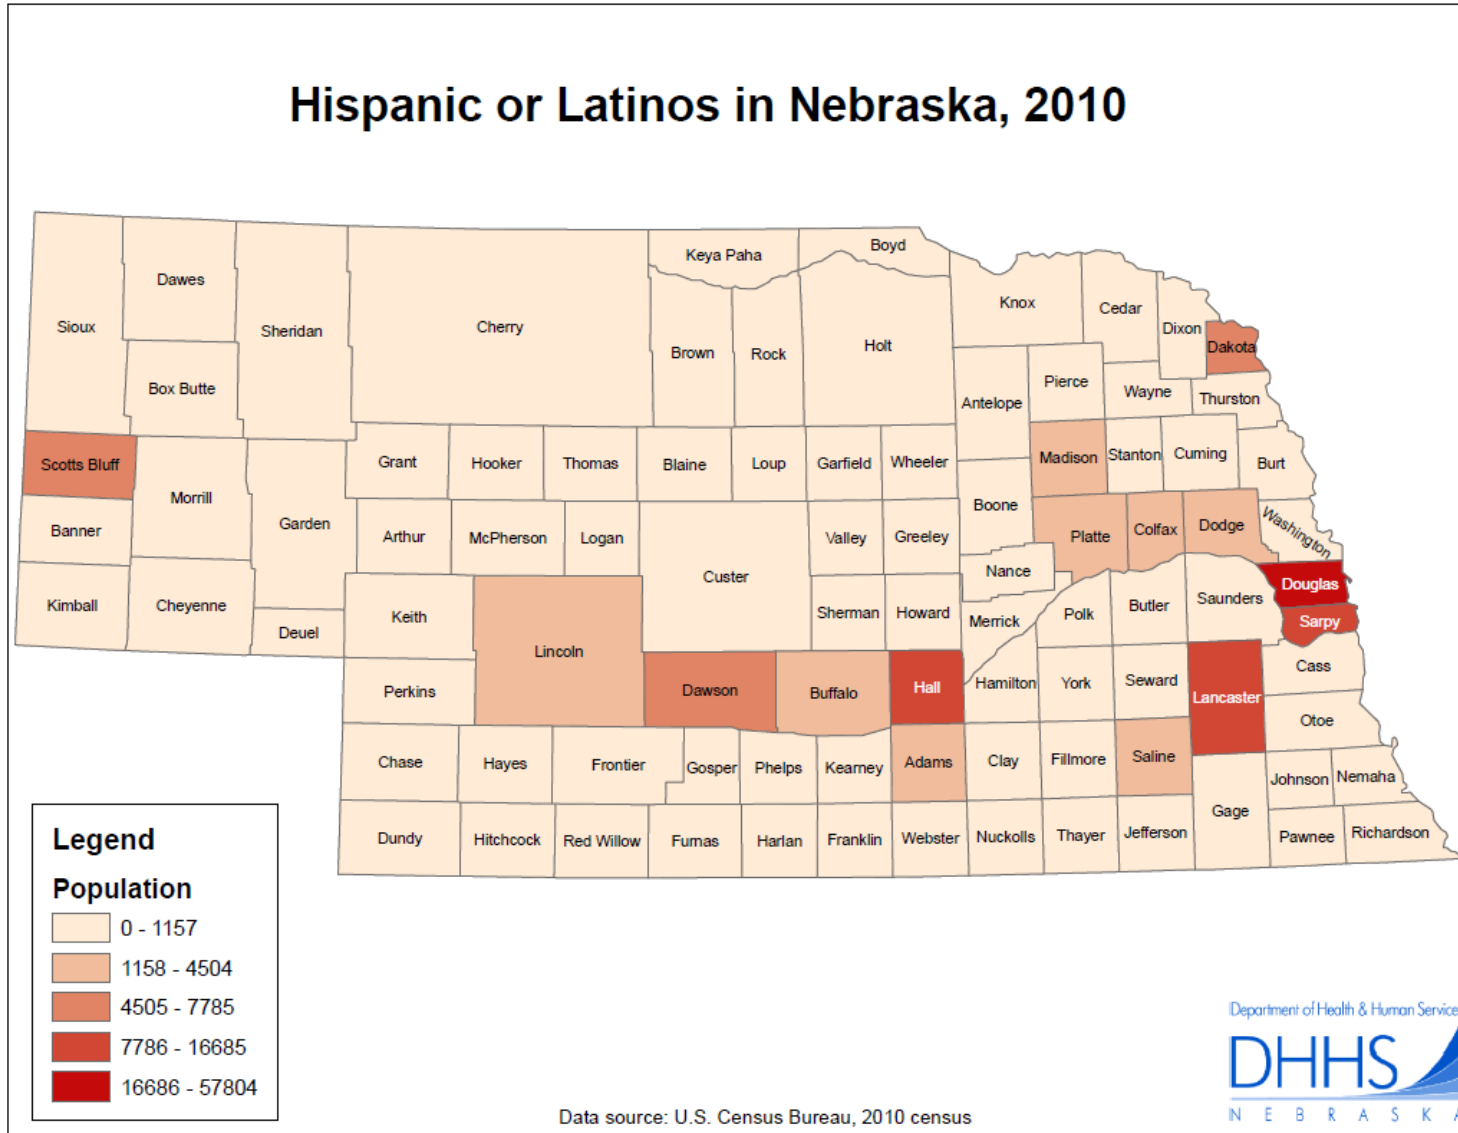 Hispanic or Latinos in Nebraska, 2010
Keya Paha
Boyd
Dawes
Knox
Cedar
Sioux
Sheridan
Cherry
Dixon
Brown
Rock
Holt
Dakota
Box Butte
Pierce
Wayne
Antelope
Thurston
Scotts Bluff
Grant
Hooker
Thomas
Blaine
Loup
Garfield
Wheeler
Madison
Stanton
Cuming
Burt
Morrill
Boone
Banner
Garden
Arthur
McPherson
Logan
Valley
Greeley
Platte
Colfax
Dodge
Washington
Nance
Custer
Douglas
Kimball
Cheyenne
Keith
Sherman
Howard
Merrick
Polk
Butler
Saunders
Sarpy
Deuel
Lincoln
Perkins
Dawson
Buffalo
Hall
Hamilton
York
Seward
Lancaster
Cass
Otoe
Chase
Hayes
Frontier
Gosper
Phelps
Kearney
Adams
Clay
Fillmore
Saline
Johnson
Nemaha
Dundy
Hitchcock
Red Willow
Furnas
Harlan
Franklin
Webster
Nuckolls
Thayer
Jefferson
Gage
Pawnee
Richardson
Legend
Population
0 - 1157
1158 - 4504
4505 - 7785
7786 - 16685
16686 - 57804
Department of Health & Human Service
DHHS
NEBRASKA
Data source: U.S. Census Bureau, 2010 census